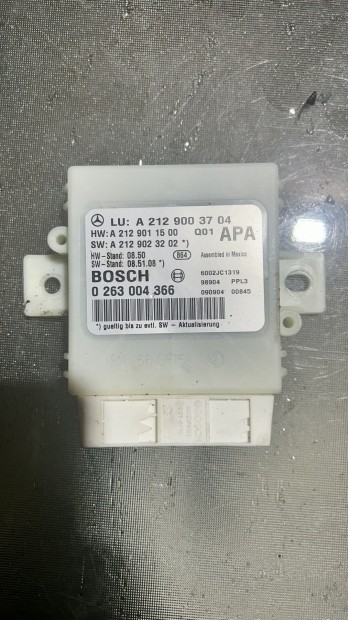 LU: A 212 900 37 04
HW: A 212 901 15 00 Q01 APA
SW: A 212 902 32 02 *)
HW-Stand: 08.50 864 Assembled in Mexico
SW-Stand: 08.51.08 *)
BOSCH 6002JC1319
0 263 004 366 98904 PPL3
090904 00845
*) gueltig bis zu evtl. SW - Aktualisierung